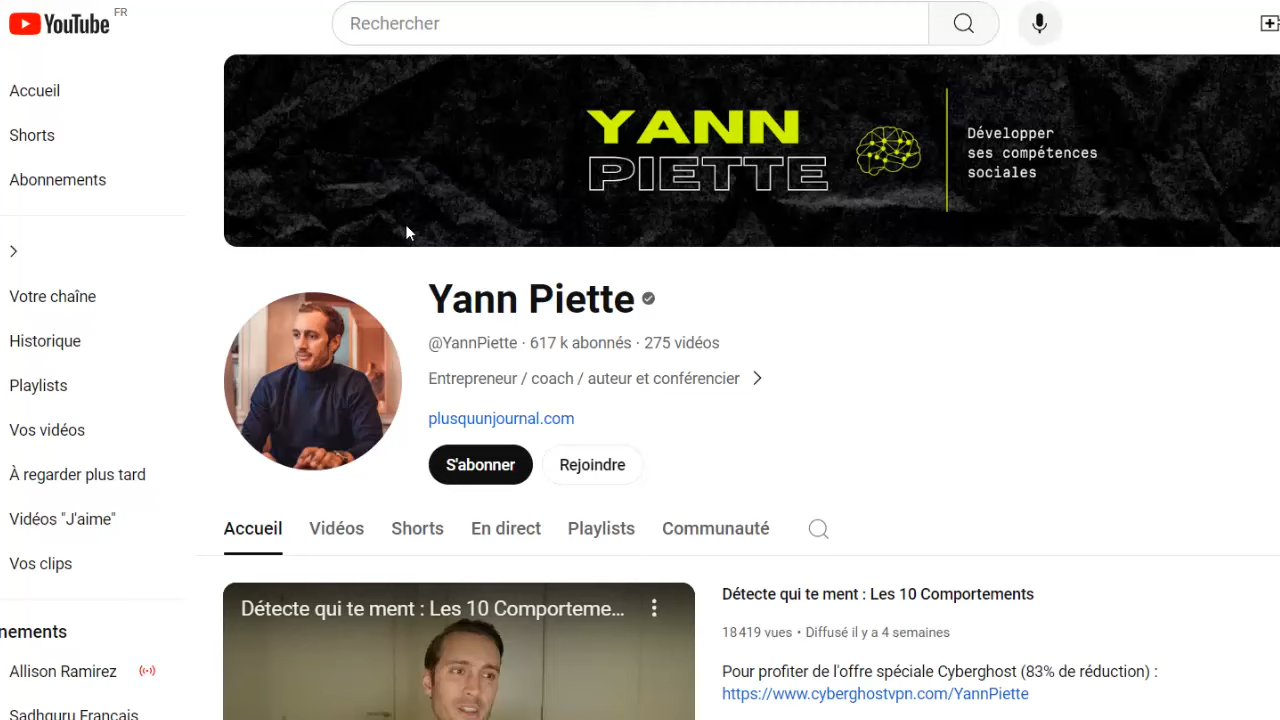 YouTube FR
Rechercher
Accueil
Shorts
Abonnements
Votre chaîne
Historique
Playlists
Vos vidéos
À regarder plus tard
Vidéos "J'aime"
Vos clips
nements
Allison Ramirez
Sadhguru Français
YANN
PIETTE
Développer
ses compétences
sociales
Yann Piette
@YannPiette · 617 k abonnés · 275 vidéos
Entrepreneur / coach / auteur et conférencier
plusquunjournal.com
S'abonner Rejoindre
Accueil Vidéos Shorts En direct Playlists Communauté
Détecte qui te ment : Les 10 Comporteme...
Détecte qui te ment : Les 10 Comportements
18 419 vues • Diffusé il y a 4 semaines
Pour profiter de l'offre spéciale Cyberghost (83% de réduction) :
https://www.cyberghostvpn.com/YannPiette